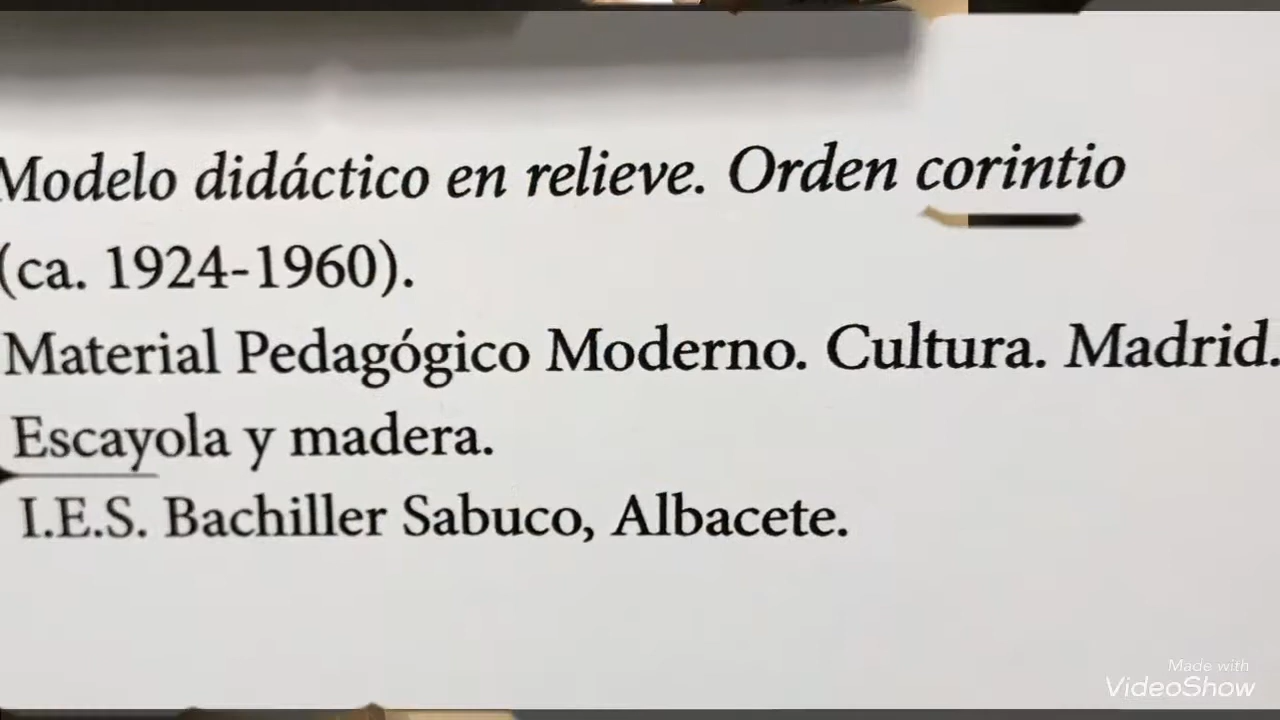 Modelo didáctico en relieve. Orden corintio
(ca. 1924-1960).
Material Pedagógico Moderno. Cultura. Madrid.
Escayola y madera.
I.E.S. Bachiller Sabuco, Albacete.
Made with
VideoShow